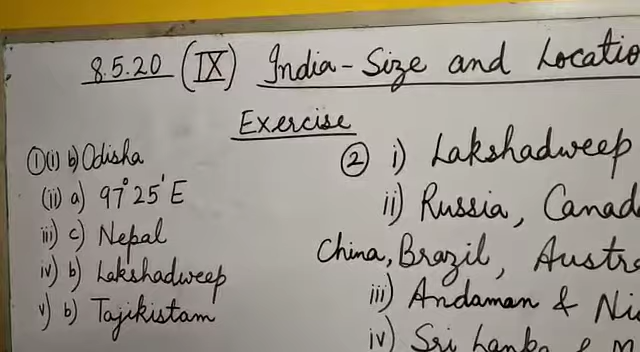 8.5.20 (IX) India - Size and Locatio
Exercise
① (i) b) Odisha
(ii) a) 97°25' E
iii) c) Nepal
iv) b) Lakshadweep
v) b) Tajikistam
② i) Lakshadweep
ii) Russia, Canad
China, Brazil, Austra
iii) Andaman & Ni
iv) Sri Lanka & M